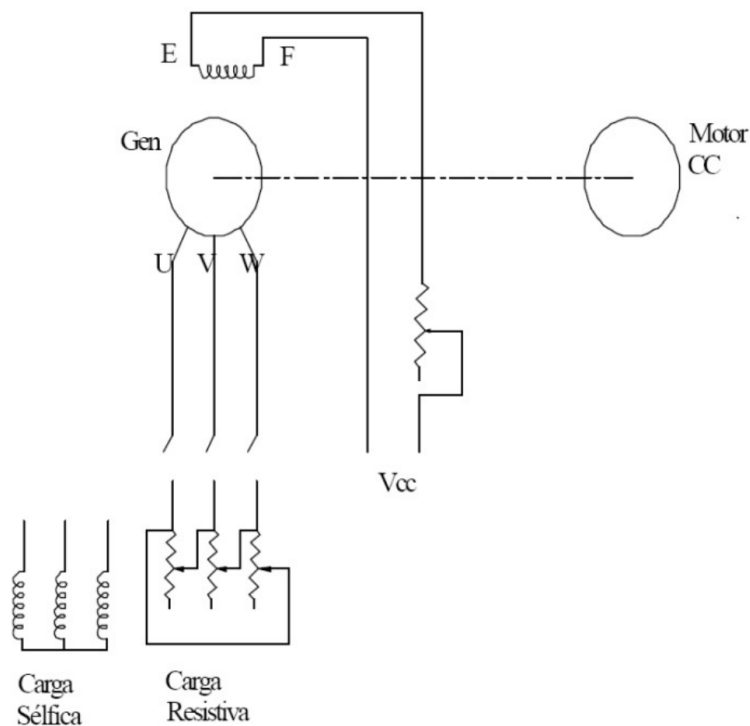 E
F
Gen
Motor
CC
U
V
W
Vcc
Carga
Sélfica
Carga
Resistiva